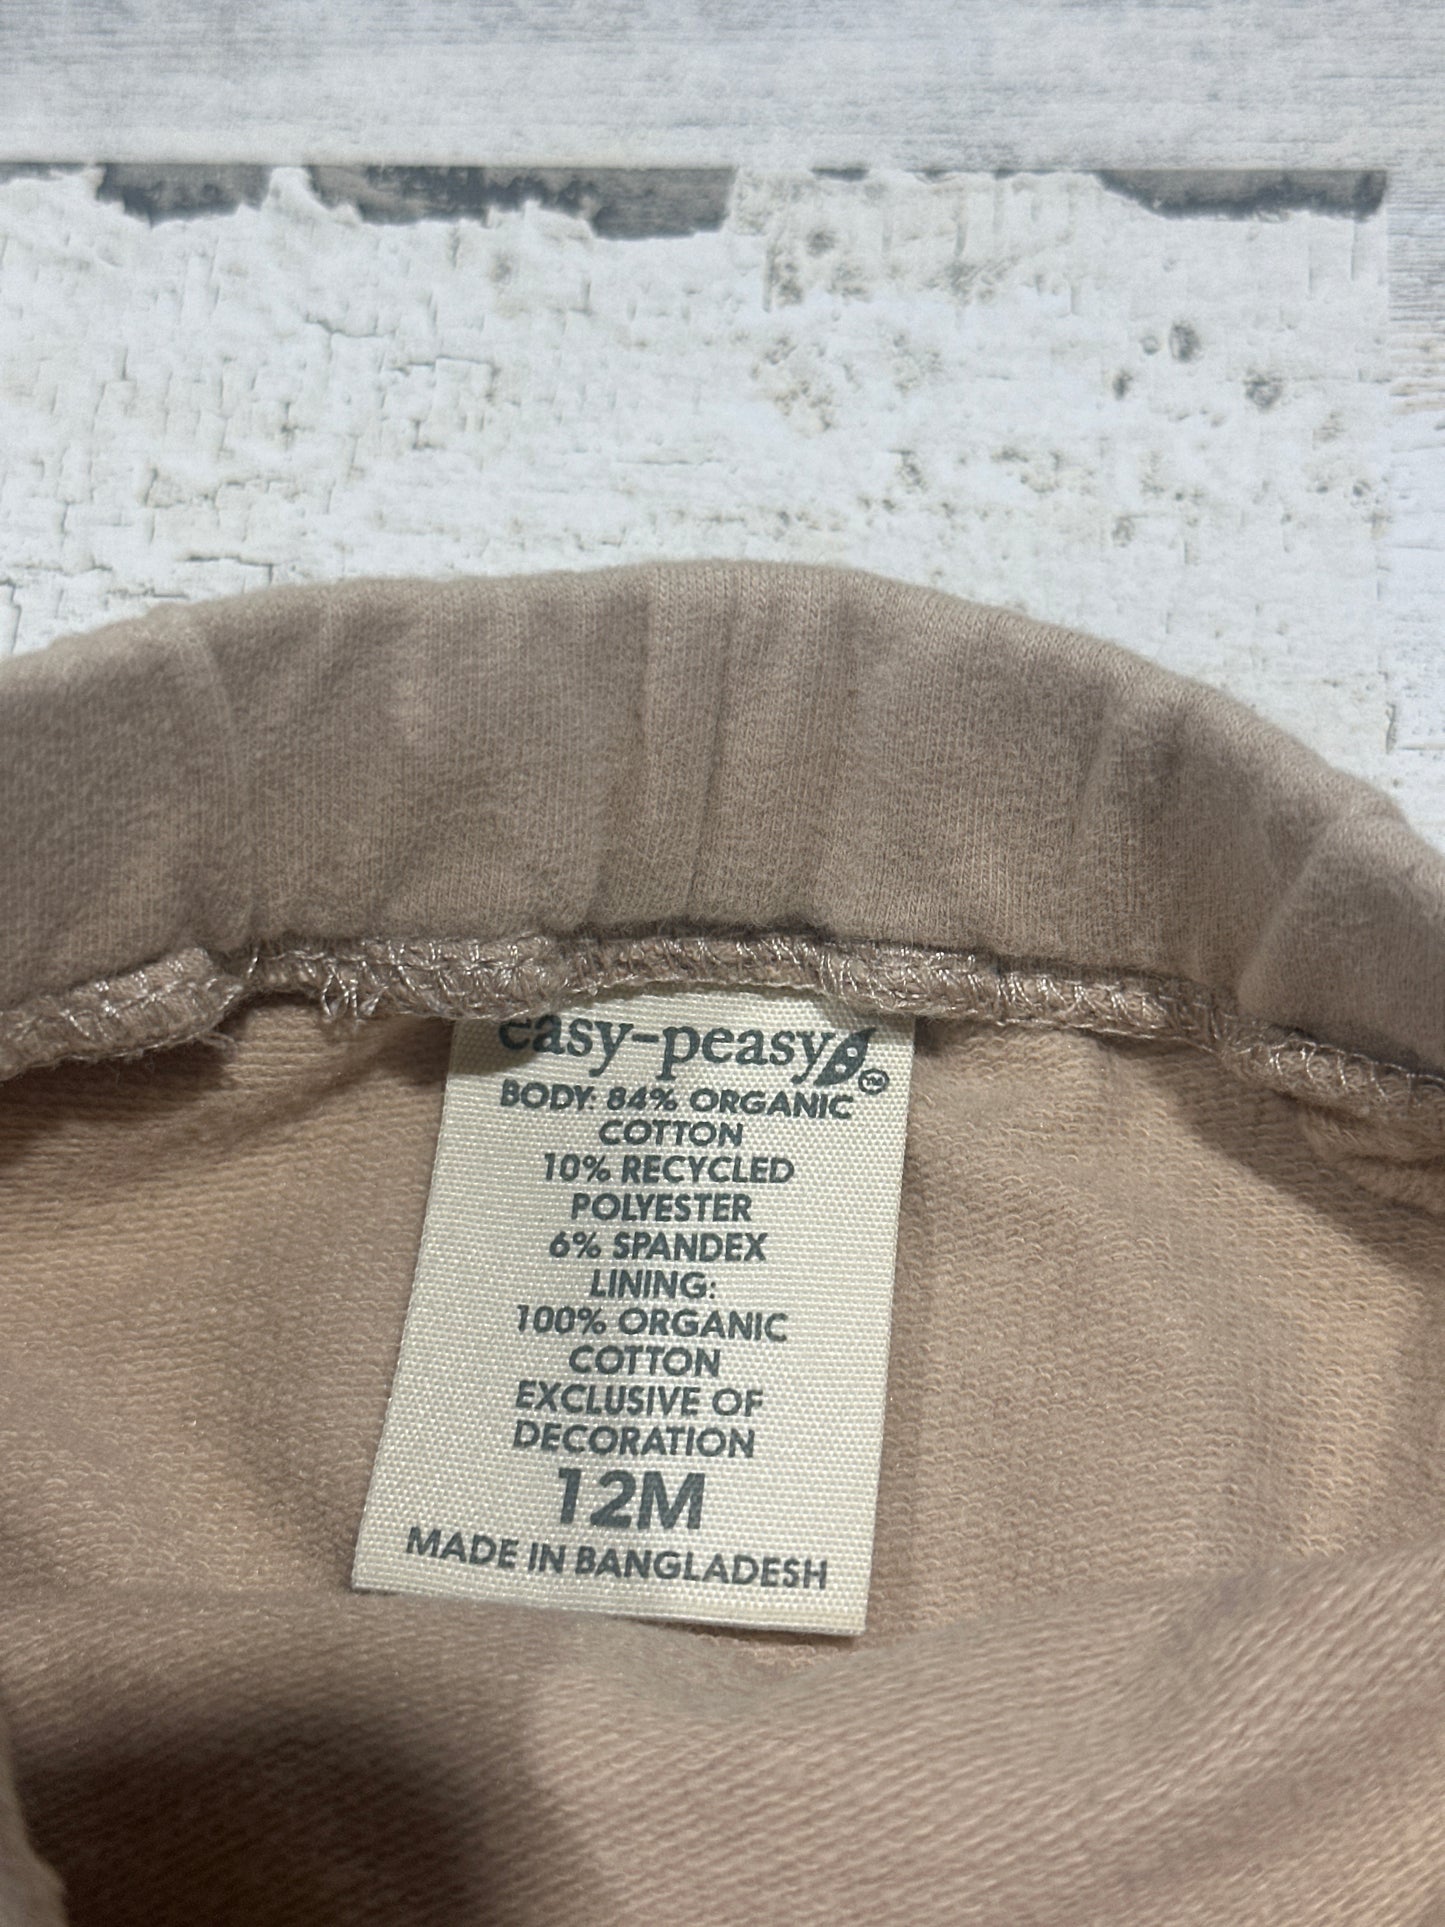 easy-peasy™
BODY: 84% ORGANIC
COTTON
10% RECYCLED
POLYESTER
6% SPANDEX
LINING:
100% ORGANIC
COTTON
EXCLUSIVE OF
DECORATION
12M
MADE IN BANGLADESH